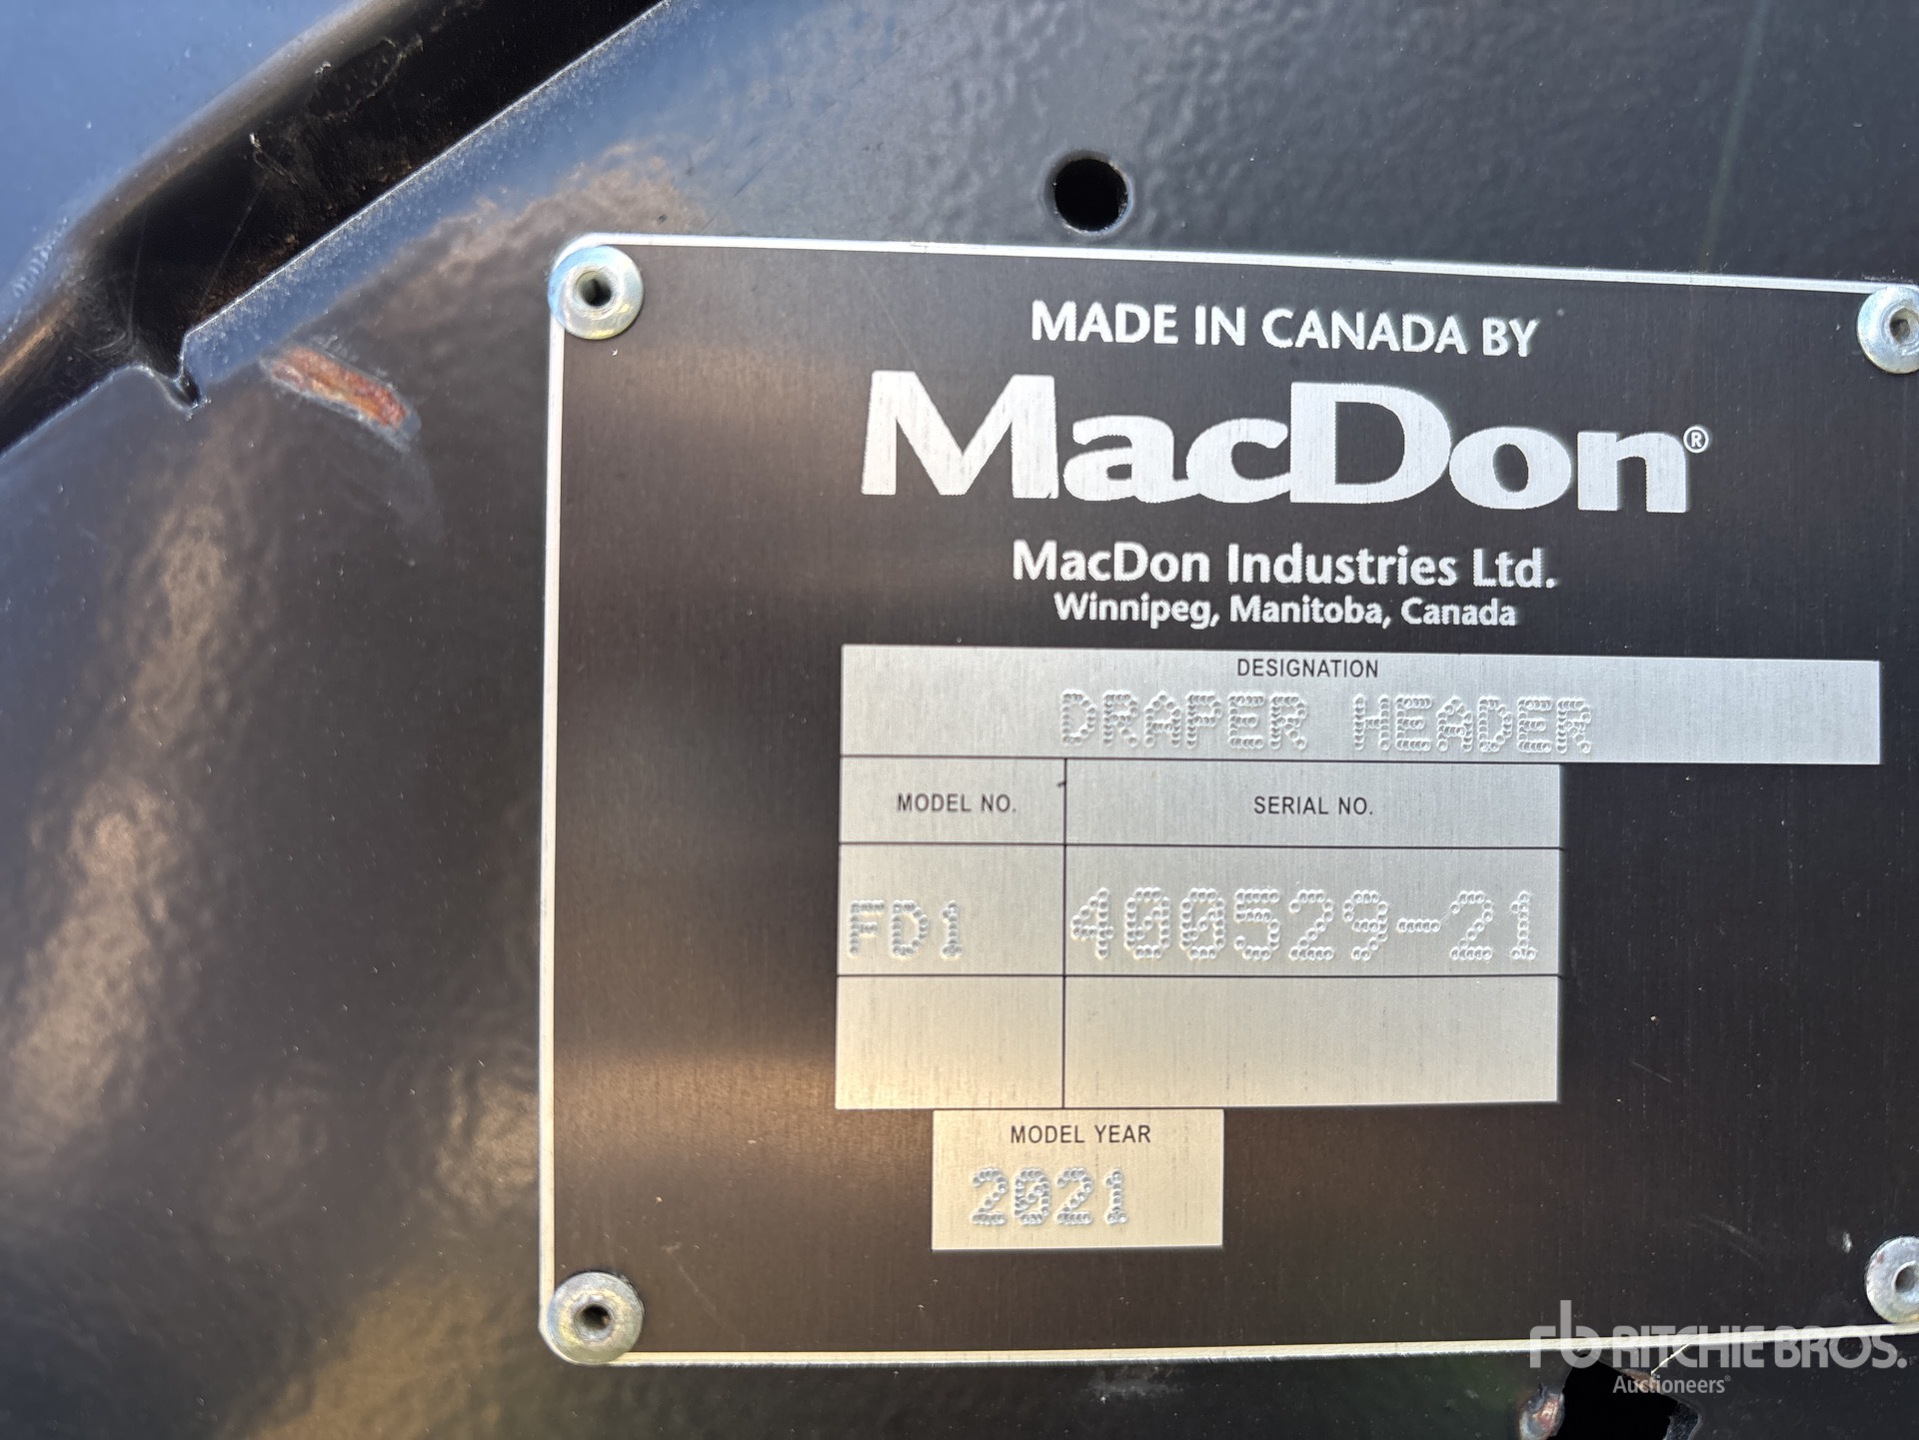 MADE IN CANADA BY
MacDon®
MacDon Industries Ltd.
Winnipeg, Manitoba, Canada
DESIGNATION
DRAPER HEADER
MODEL NO. SERIAL NO.
FD1 400529-21
MODEL YEAR
2021
rb RITCHIE BROS.
Auctioneers®